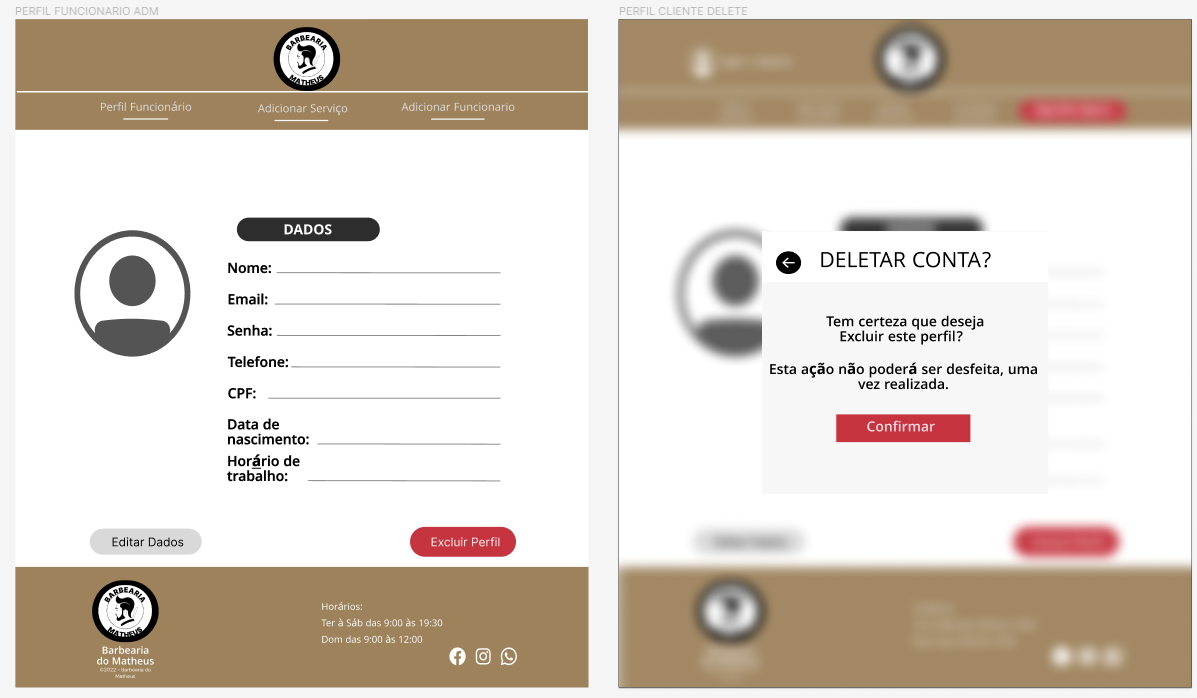 PERFIL FUNCIONARIO ADM
BARBEARIA
MATHEUS
Perfil Funcionário
Adicionar Serviço
Adicionar Funcionario
DADOS
Nome:
Email:
Senha:
Telefone:
CPF:
Data de
nascimento:
Horário de
trabalho:
Editar Dados
Excluir Perfil
BARBEARIA
MATHEUS
Barbearia
do Matheus
©2022 - Barbearia do
Matheus
Horários:
Ter à Sáb das 9:00 às 19:30
Dom das 9:00 às 12:00
PERFIL CLIENTE DELETE
DELETAR CONTA?
Tem certeza que deseja
Excluir este perfil?
Esta ação não poderá ser desfeita, uma
vez realizada.
Confirmar